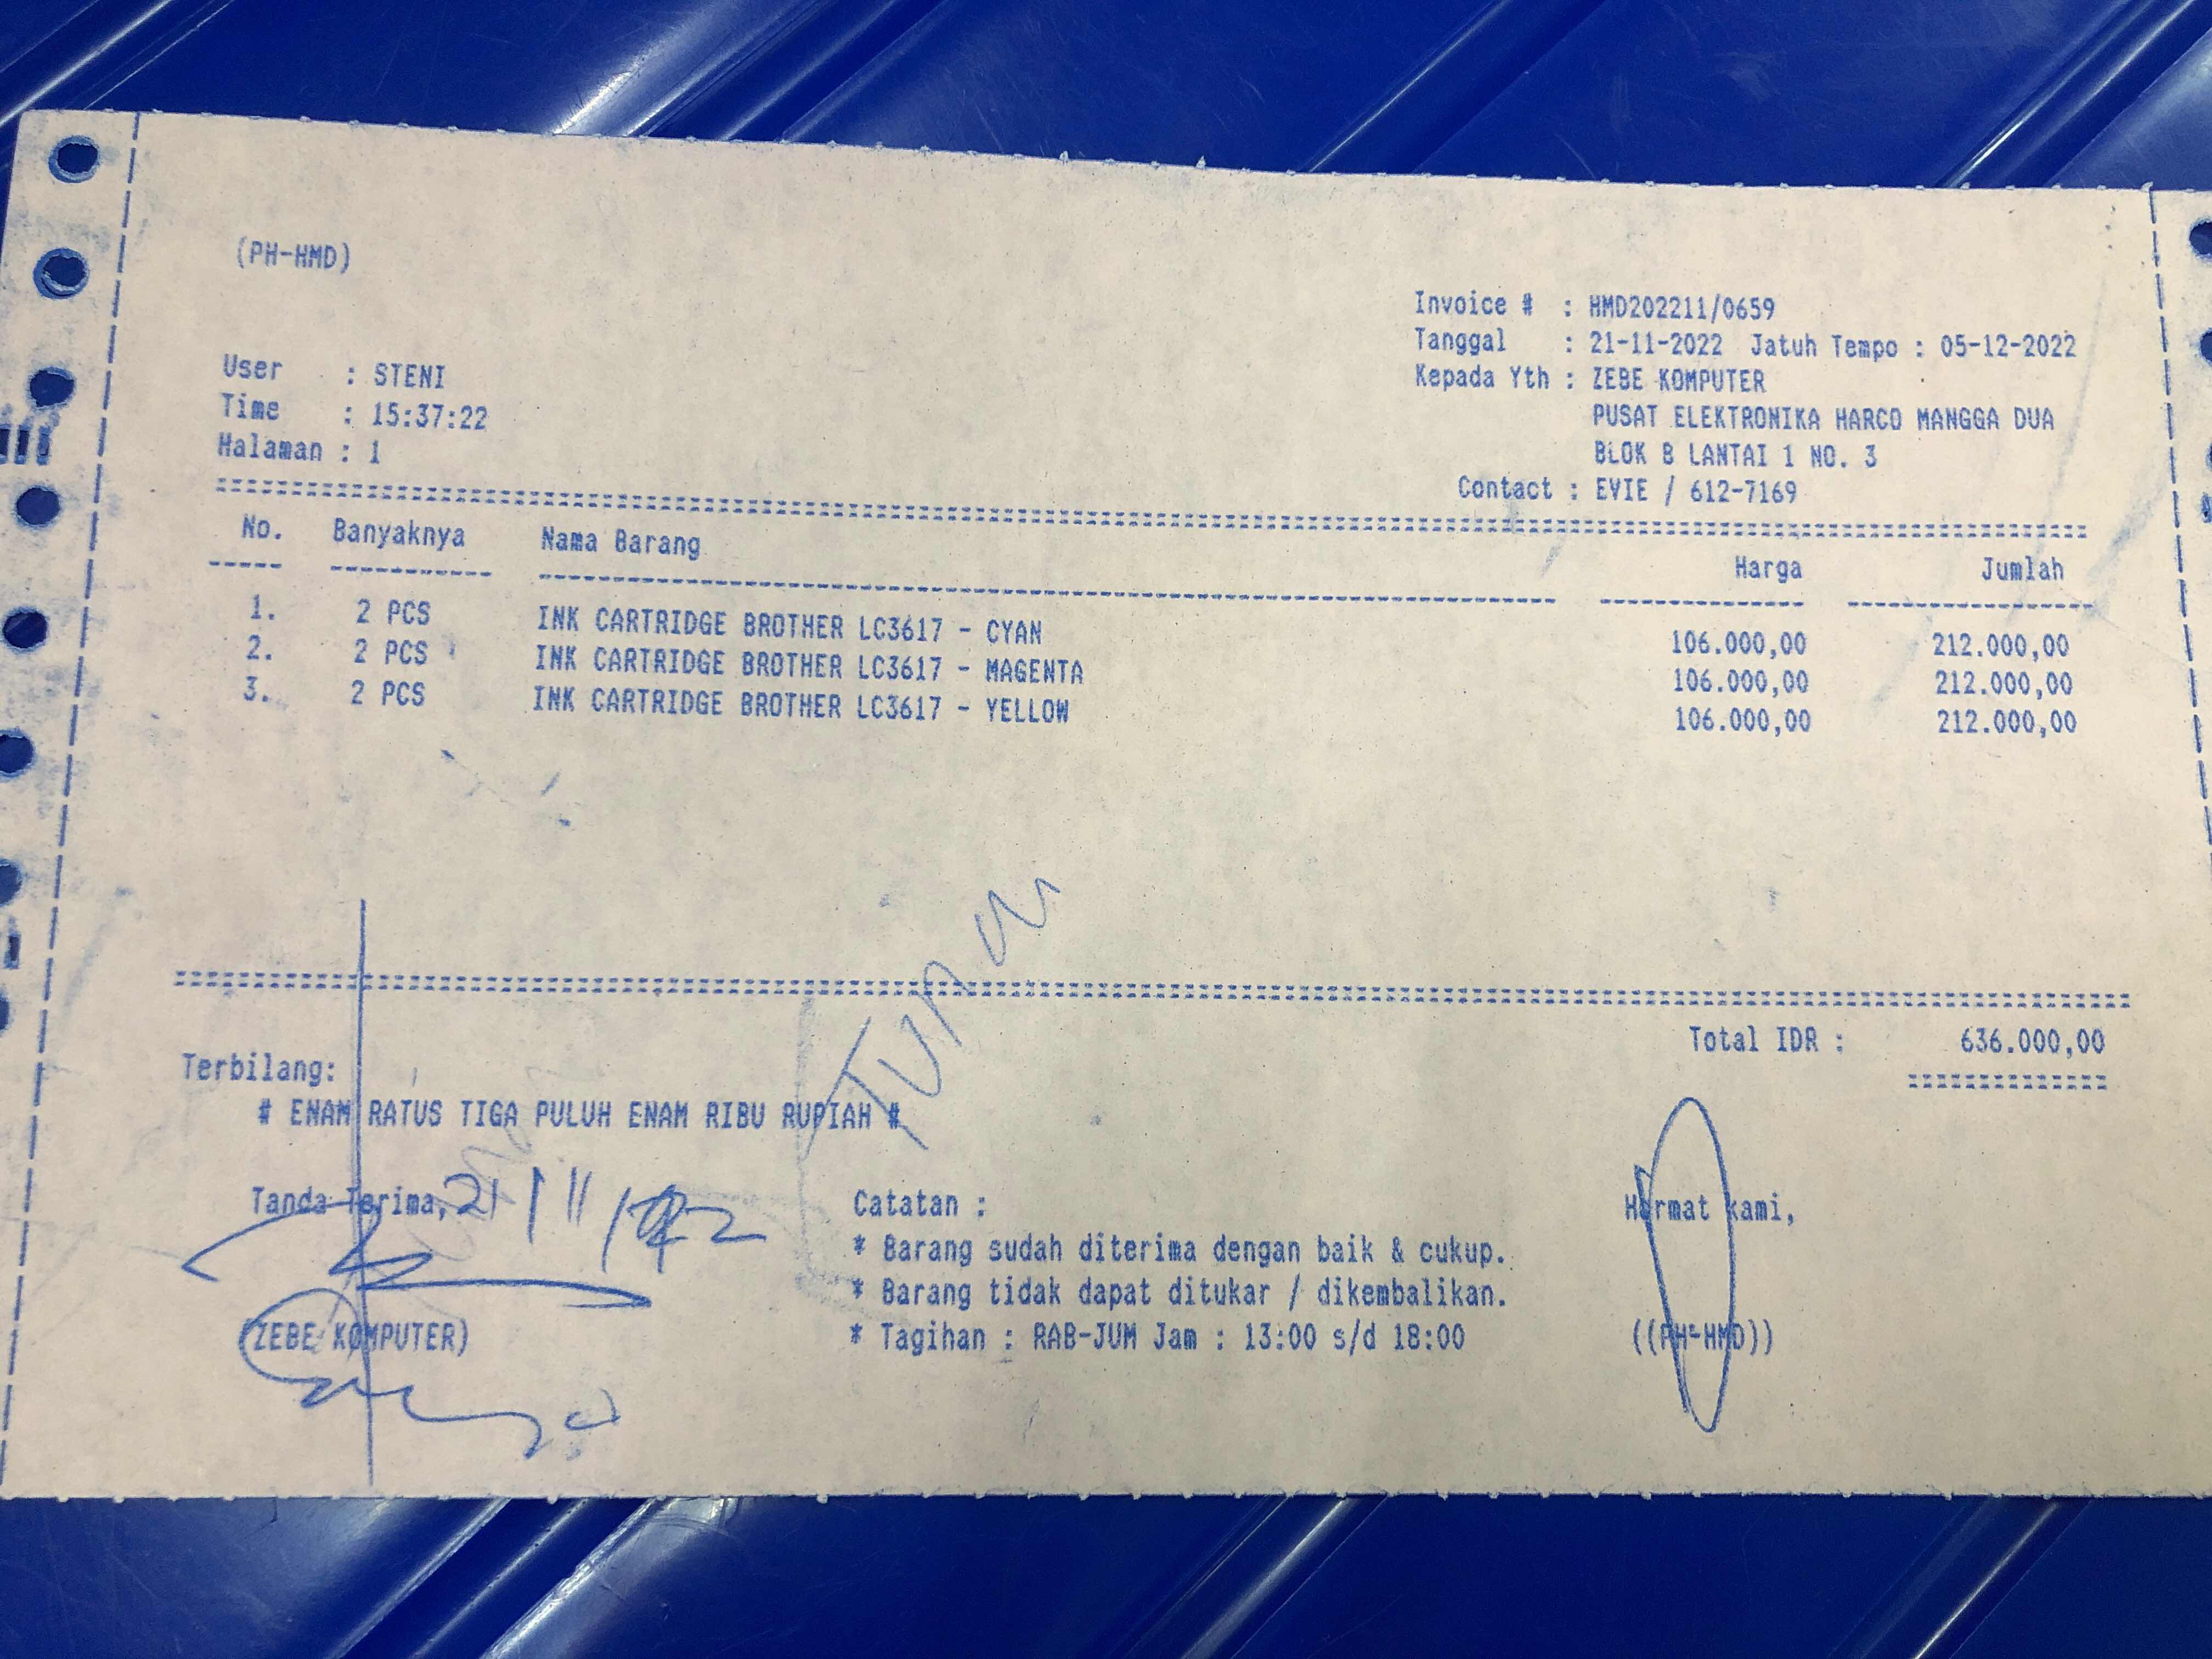 (PH-HMD)
Invoice # : HMD202211/0659
Tanggal : 21-11-2022 Jatuh Tempo : 05-12-2022
Kepada Yth : ZEBE KOMPUTER
PUSAT ELEKTRONIKA HARCO MANGGA DUA
BLOK B LANTAI 1 NO. 3
Contact : EVIE / 612-7169
User : STENI
Time : 15:37:22
Halaman : 1
No. Banyaknya Nama Barang Harga Jumlah
1. 2 PCS INK CARTRIDGE BROTHER LC3617 - CYAN 106.000,00 212.000,00
2. 2 PCS INK CARTRIDGE BROTHER LC3617 - MAGENTA 106.000,00 212.000,00
3. 2 PCS INK CARTRIDGE BROTHER LC3617 - YELLOW 106.000,00 212.000,00
Tunai
Total IDR : 636.000,00
Terbilang:
# ENAM RATUS TIGA PULUH ENAM RIBU RUPIAH #
Tanda Terima, 21/11/
(ZEBE KOMPUTER)
Catatan :
* Barang sudah diterima dengan baik & cukup.
* Barang tidak dapat ditukar / dikembalikan.
* Tagihan : RAB-JUM Jam : 13:00 s/d 18:00
Hormat kami,
((PH-HMD))